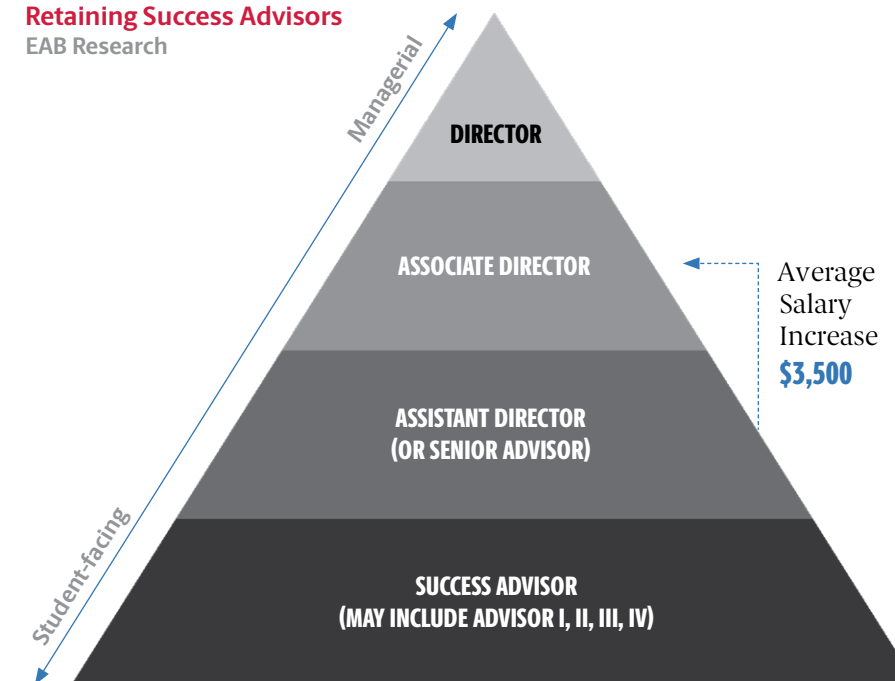 Retaining Success Advisors
EAB Research
Managerial
DIRECTOR
ASSOCIATE DIRECTOR
Average
Salary
Increase
$3,500
ASSISTANT DIRECTOR
(OR SENIOR ADVISOR)
Student-facing
SUCCESS ADVISOR
(MAY INCLUDE ADVISOR I, II, III, IV)